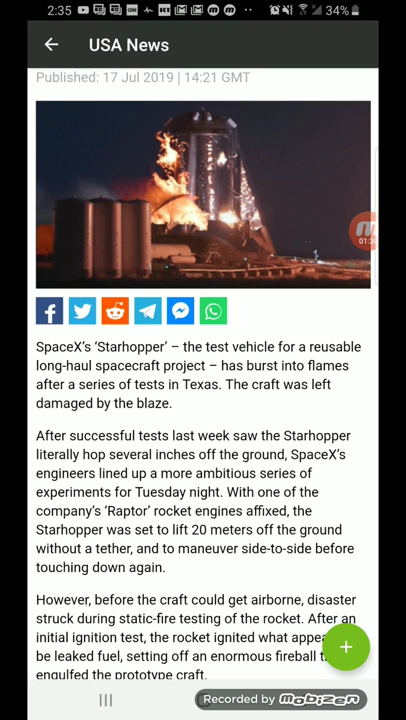 2:35
34%
USA News
Published: 17 Jul 2019 | 14:21 GMT
SpaceX's 'Starhopper' – the test vehicle for a reusable
long-haul spacecraft project – has burst into flames
after a series of tests in Texas. The craft was left
damaged by the blaze.
After successful tests last week saw the Starhopper
literally hop several inches off the ground, SpaceX's
engineers lined up a more ambitious series of
experiments for Tuesday night. With one of the
company's 'Raptor' rocket engines affixed, the
Starhopper was set to lift 20 meters off the ground
without a tether, and to maneuver side-to-side before
touching down again.
However, before the craft could get airborne, disaster
struck during static-fire testing of the rocket. After an
initial ignition test, the rocket ignited what
be leaked fuel, setting off an enormous fireball
engulfed the prototype craft.
Recorded by Mobizen